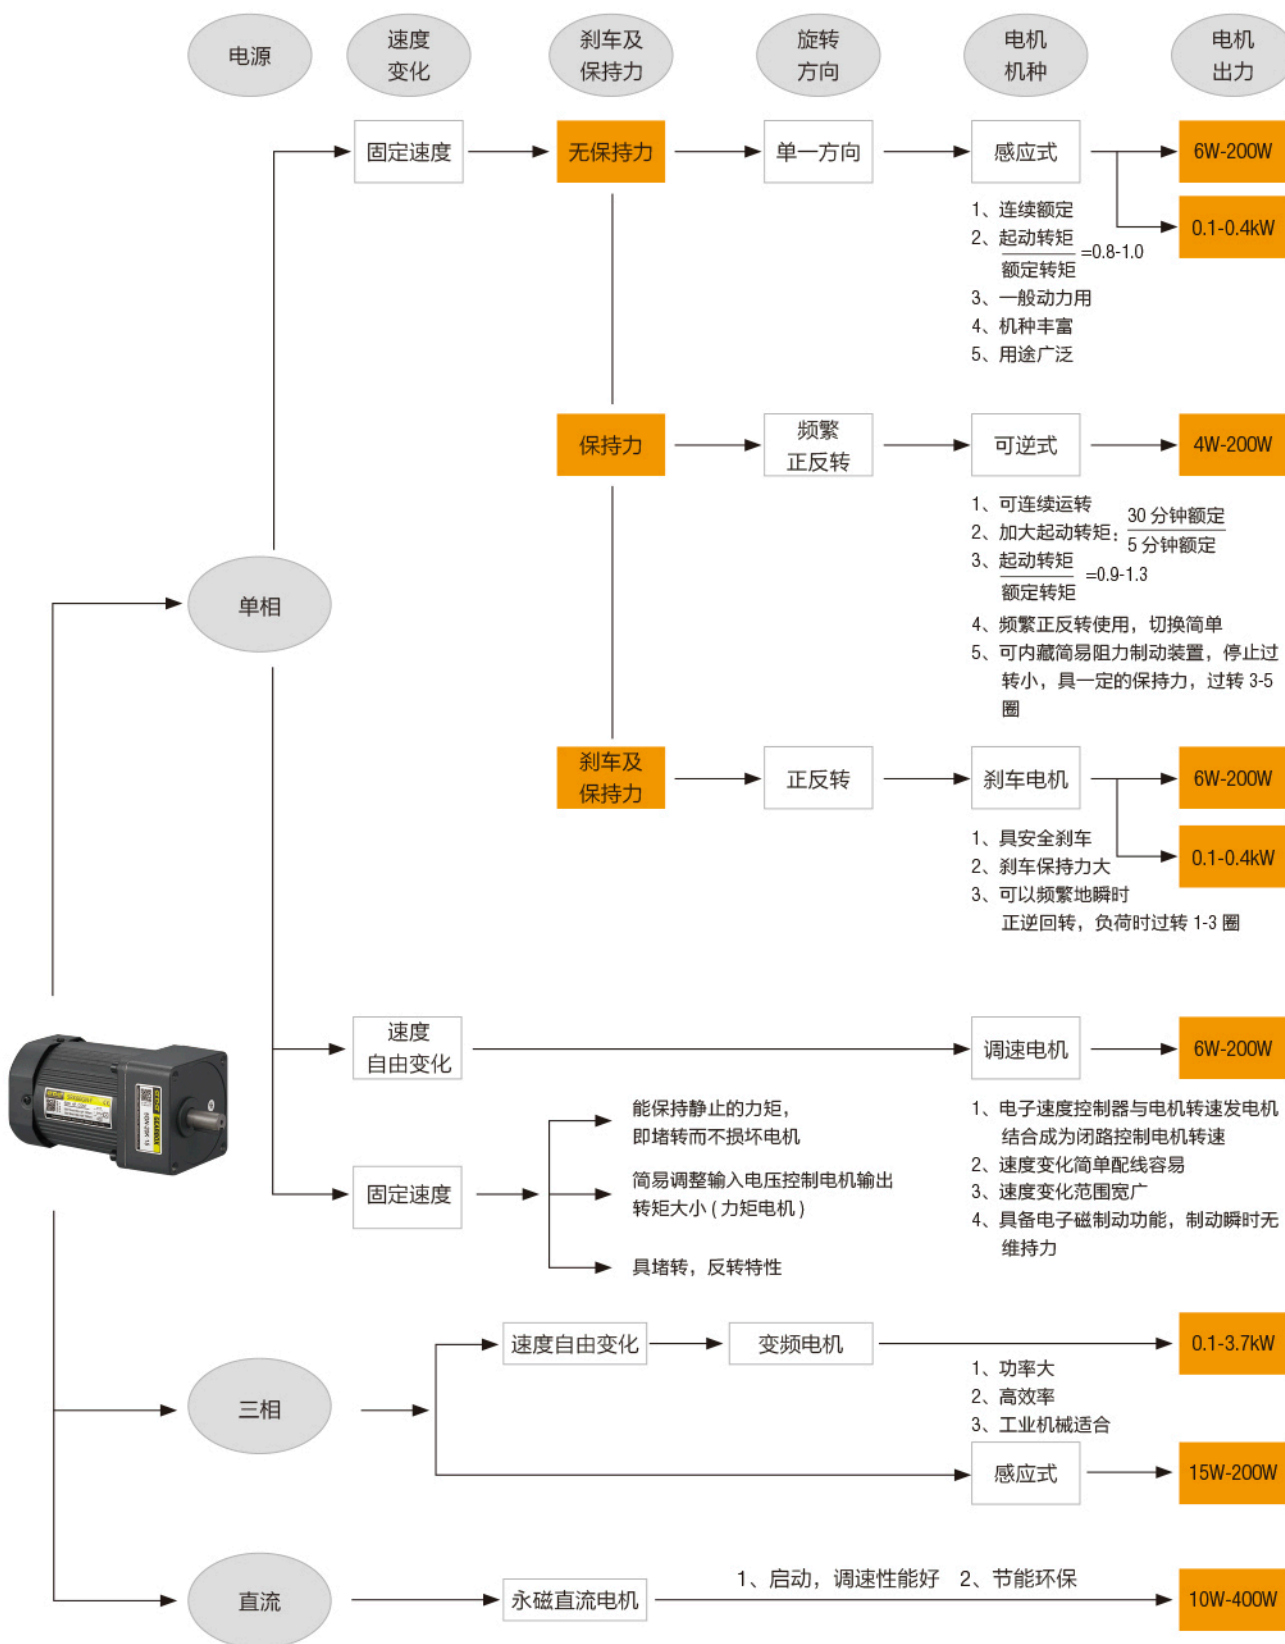 电源
速度
变化
刹车及
保持力
旋转
方向
电机
机种
电机
出力
固定速度
无保持力
单一方向
感应式
6W-200W
0.1-0.4kW
1、连续额定
2、起动转矩
额定转矩
=0.8-1.0
3、一般动力用
4、机种丰富
5、用途广泛
保持力
频繁
正反转
可逆式
4W-200W
1、可连续运转
2、加大起动转矩:
30 分钟额定
5 分钟额定
3、起动转矩
额定转矩
=0.9-1.3
4、频繁正反转使用，切换简单
5、可内藏简易阻力制动装置，停止过
转小，具一定的保持力，过转 3-5
圈
单相
刹车及
保持力
正反转
刹车电机
6W-200W
0.1-0.4kW
1、具安全刹车
2、刹车保持力大
3、可以频繁地瞬时
正逆回转，负荷时过转 1-3 圈
速度
自由变化
调速电机
6W-200W
1、电子速度控制器与电机转速发电机
结合成为闭路控制电机转速
2、速度变化简单配线容易
3、速度变化范围宽广
4、具备电子磁制动功能，制动瞬时无
维持力
固定速度
能保持静止的力矩，
即堵转而不损坏电机
简易调整输入电压控制电机输出
转矩大小 ( 力矩电机 )
具堵转，反转特性
三相
速度自由变化
变频电机
0.1-3.7kW
1、功率大
2、高效率
3、工业机械适合
感应式
15W-200W
直流
永磁直流电机
1、启动，调速性能好 2、节能环保
10W-400W